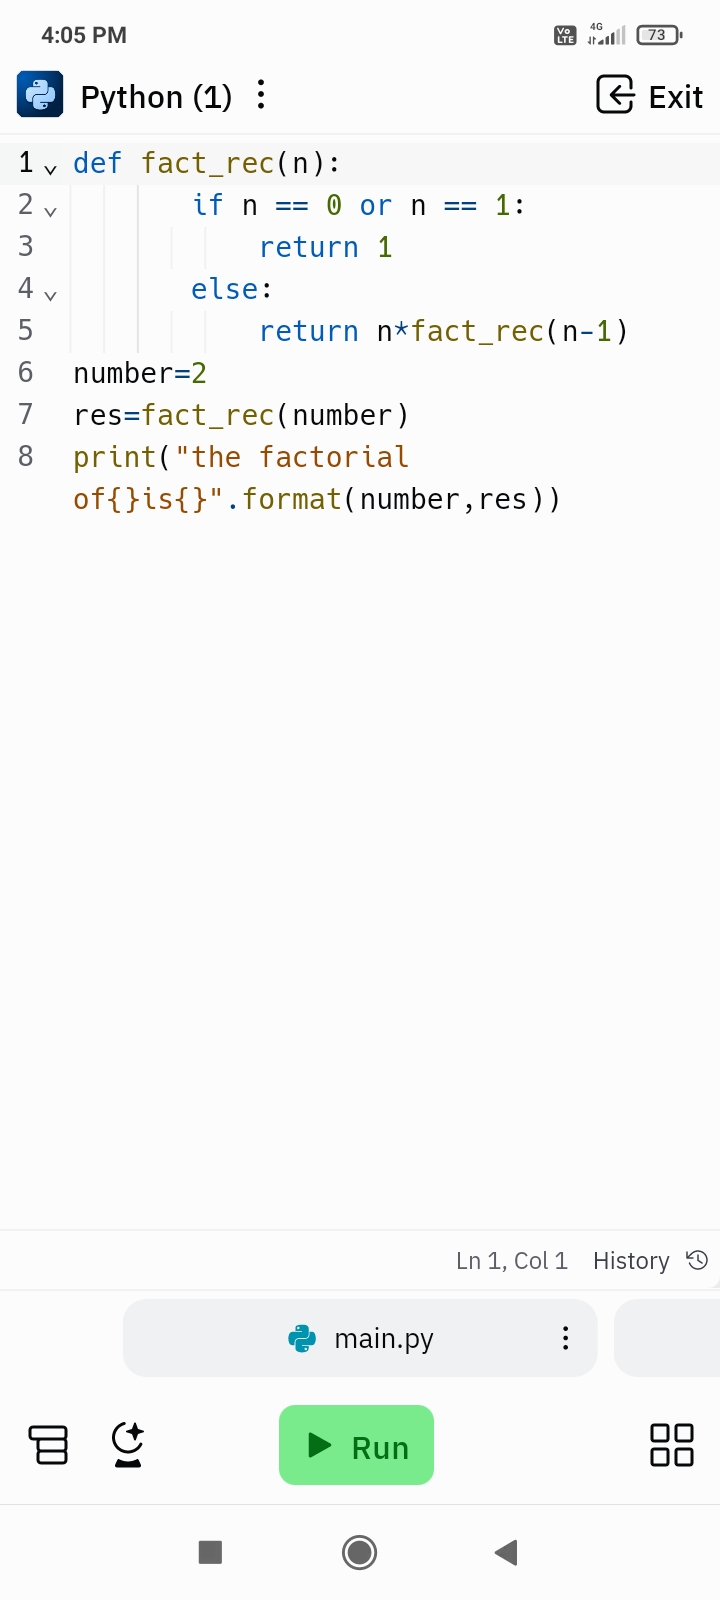 4:05 PM
Vo LTE 4G 73
Python (1) Exit
1 def fact_rec(n):
2 if n == 0 or n == 1:
3 return 1
4 else:
5 return n*fact_rec(n-1)
6 number=2
7 res=fact_rec(number)
8 print("the factorial
of{}is{}".format(number,res))
Ln 1, Col 1 History
main.py
Run